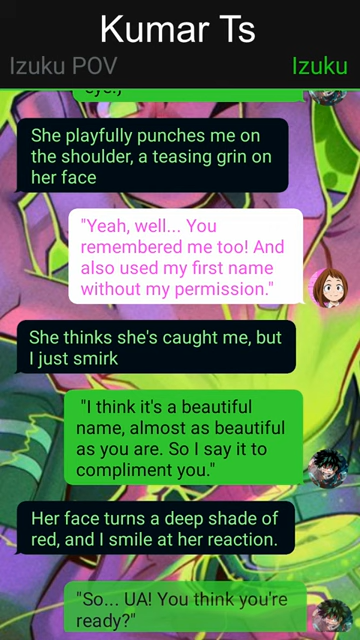 Kumar Ts
Izuku POV
Izuku
She playfully punches me on
the shoulder, a teasing grin on
her face
"Yeah, well... You
remembered me too! And
also used my first name
without my permission."
She thinks she's caught me, but
I just smirk
"I think it's a beautiful
name, almost as beautiful
as you are. So I say it to
compliment you."
Her face turns a deep shade of
red, and I smile at her reaction.
"So... UA! You think you're
ready?"